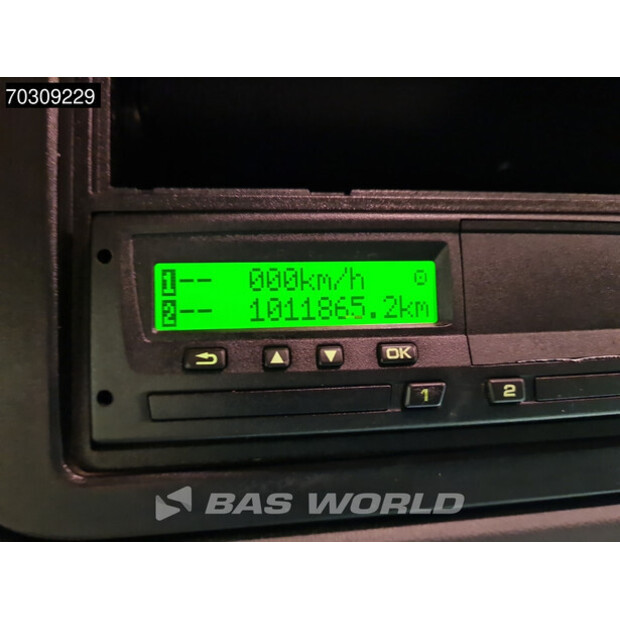 70309229
1 -- 000km/h
2 -- 1011865.2km
OK
1 2
BAS WORLD